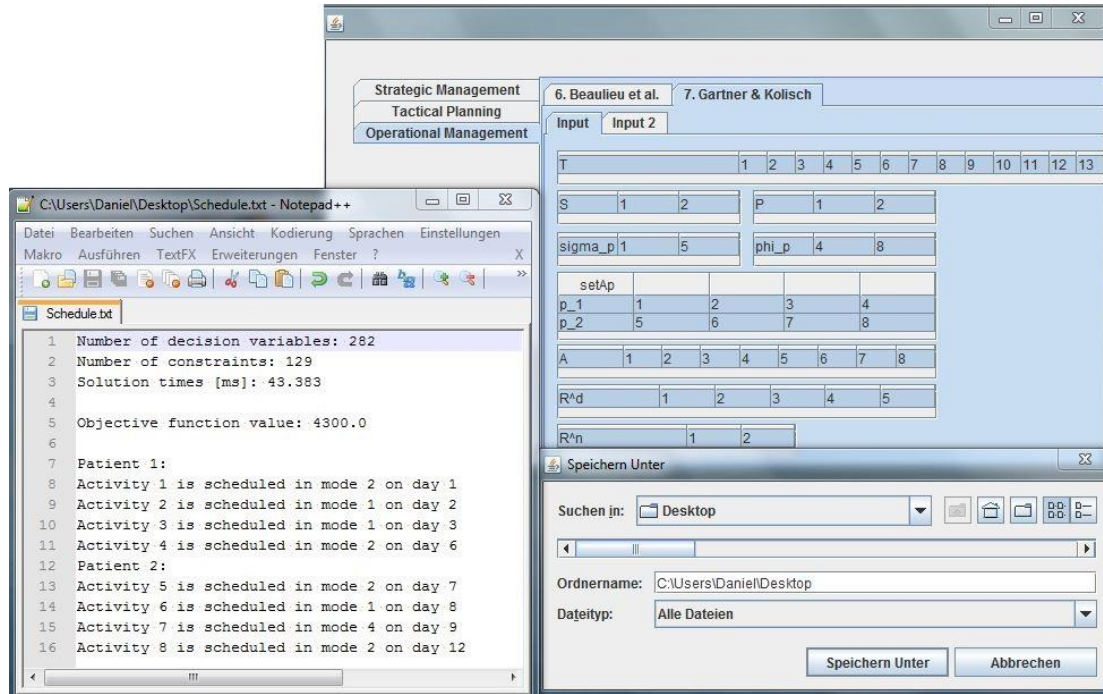 Strategic Management
Tactical Planning
Operational Management
6. Beaulieu et al. 7. Gartner & Kolisch
Input Input 2
T 1 2 3 4 5 6 7 8 9 10 11 12 13
S 1 2 P 1 2
sigma_p 1 5 phi_p 4 8
setAp
p_1 1 2 3 4
p_2 5 6 7 8
A 1 2 3 4 5 6 7 8
R^d 1 2 3 4 5
R^n 1 2
C:\Users\Daniel\Desktop\Schedule.txt - Notepad++
Datei Bearbeiten Suchen Ansicht Kodierung Sprachen Einstellungen
Makro Ausführen TextFX Erweiterungen Fenster ? X
Schedule.txt
1 Number of decision variables: 282
2 Number of constraints: 129
3 Solution times [ms]: 43.383
4
5 Objective function value: 4300.0
6
7 Patient 1:
8 Activity 1 is scheduled in mode 2 on day 1
9 Activity 2 is scheduled in mode 1 on day 2
10 Activity 3 is scheduled in mode 1 on day 3
11 Activity 4 is scheduled in mode 2 on day 6
12 Patient 2:
13 Activity 5 is scheduled in mode 2 on day 7
14 Activity 6 is scheduled in mode 1 on day 8
15 Activity 7 is scheduled in mode 4 on day 9
16 Activity 8 is scheduled in mode 2 on day 12
Speichern Unter
Suchen in: Desktop
Ordnername: C:\Users\Daniel\Desktop
Dateityp: Alle Dateien
Speichern Unter Abbrechen